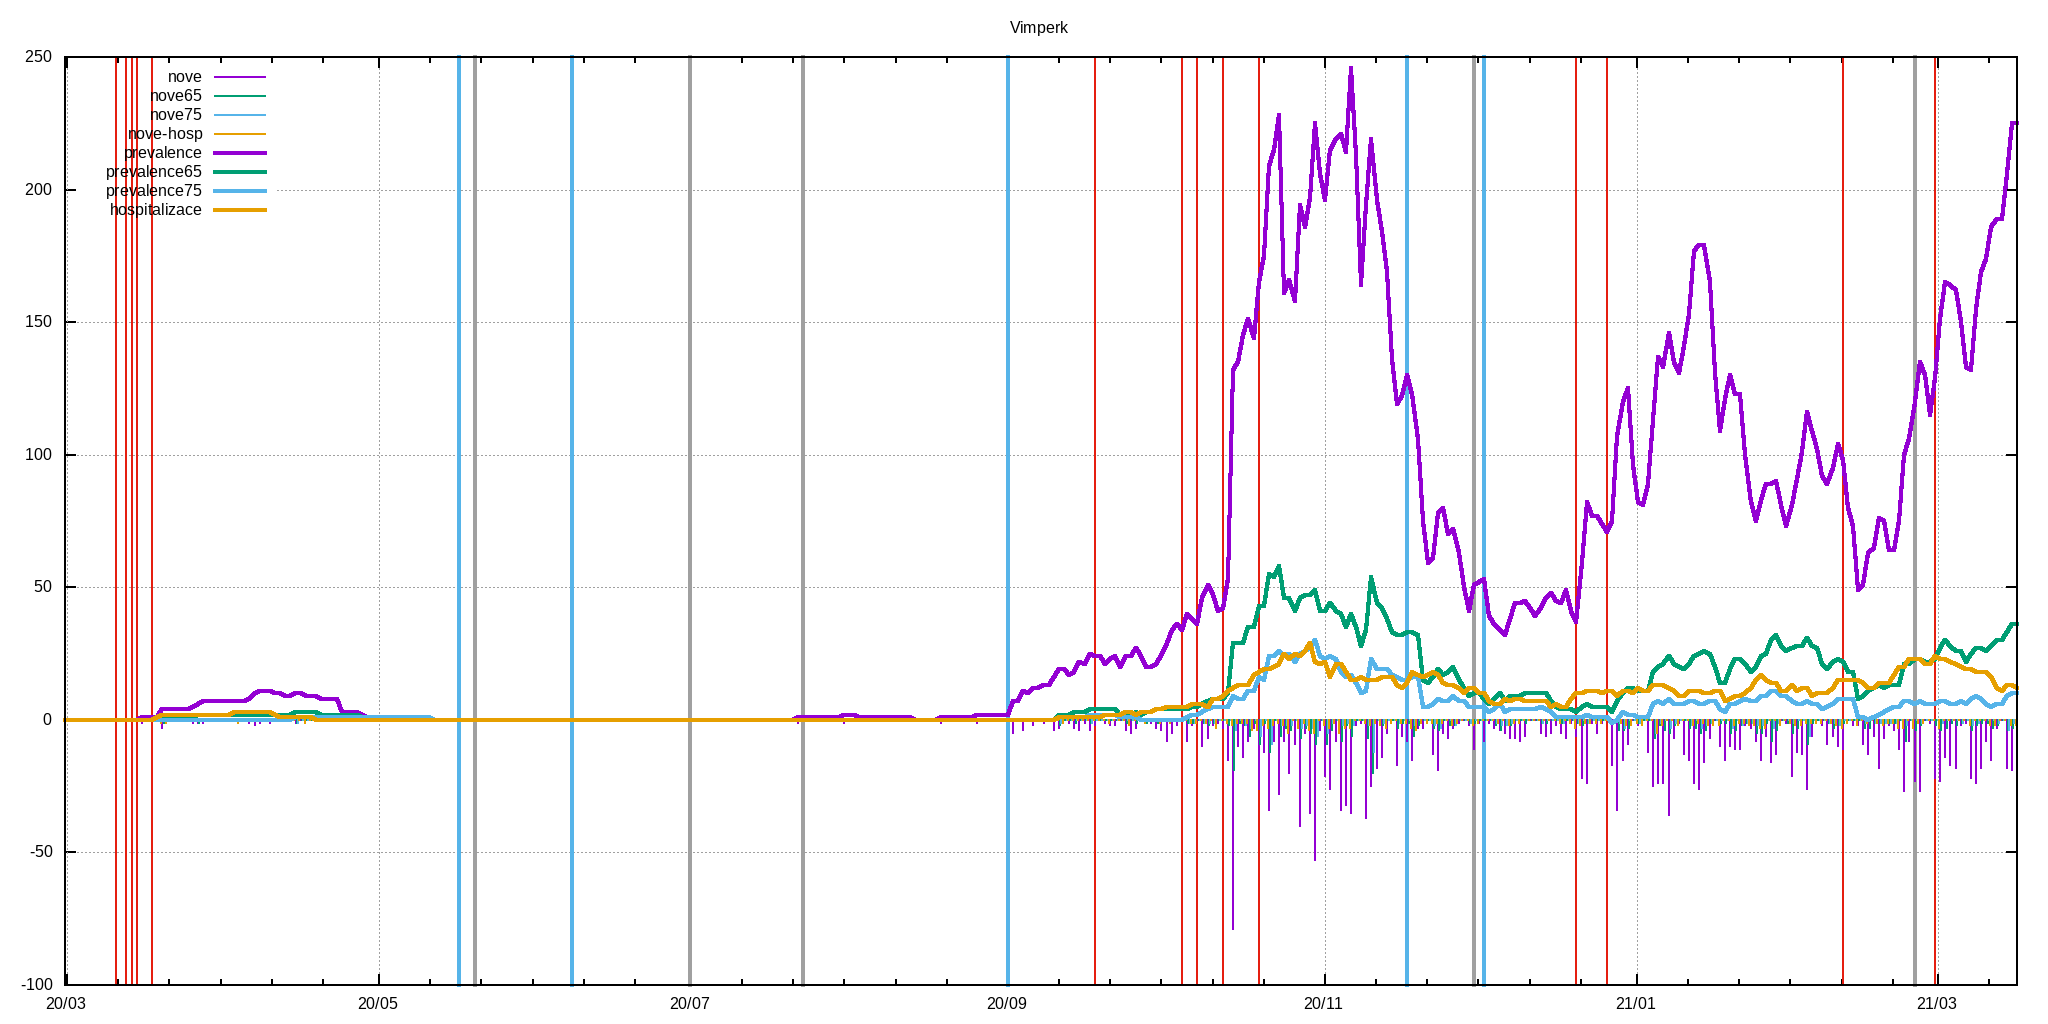 Vimperk
250
200
150
100
50
0
-50
-100
nove
nove65
nove75
nove-hosp
prevalence
prevalence65
prevalence75
hospitalizace
20/03
20/05
20/07
20/09
20/11
21/01
21/03